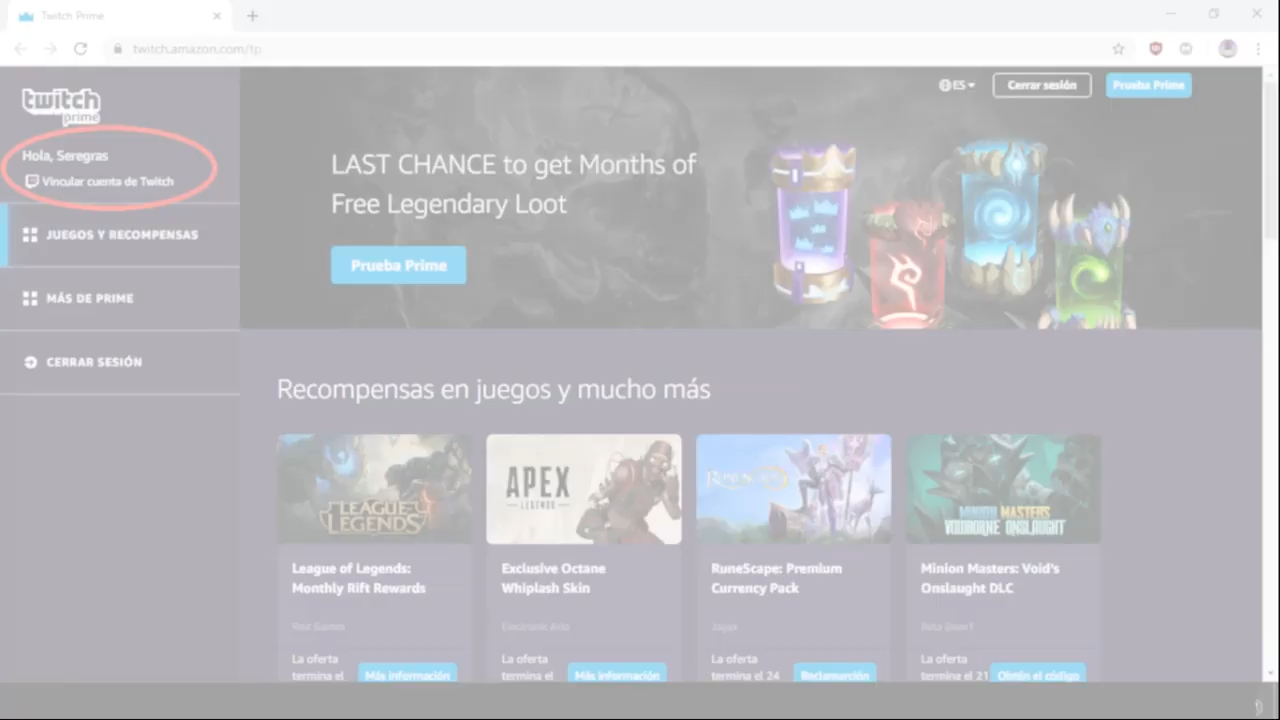 Twitch Prime
twitch.amazon.com/tp
twitch
prime
Hola, Seregras
Vincular cuenta de Twitch
JUEGOS Y RECOMPENSAS
MÁS DE PRIME
CERRAR SESIÓN
ES
Cerrar sesión
Prueba Prime
LAST CHANCE to get Months of
Free Legendary Loot
Prueba Prime
Recompensas en juegos y mucho más
LEAGUE OF
LEGENDS
APEX
LEGENDS
RUNESCAPE
MINION MASTERS
VOIDBORNE ONSLAUGHT
League of Legends:
Monthly Rift Rewards
Exclusive Octane
Whiplash Skin
RuneScape: Premium
Currency Pack
Minion Masters: Void's
Onslaught DLC
Riot Games
Electronic Arts
Jagex
La oferta
termina el
Más información
La oferta
termina el
Más información
La oferta
termina el 24
Reclamación
La oferta
termina el 21
Obtén el código